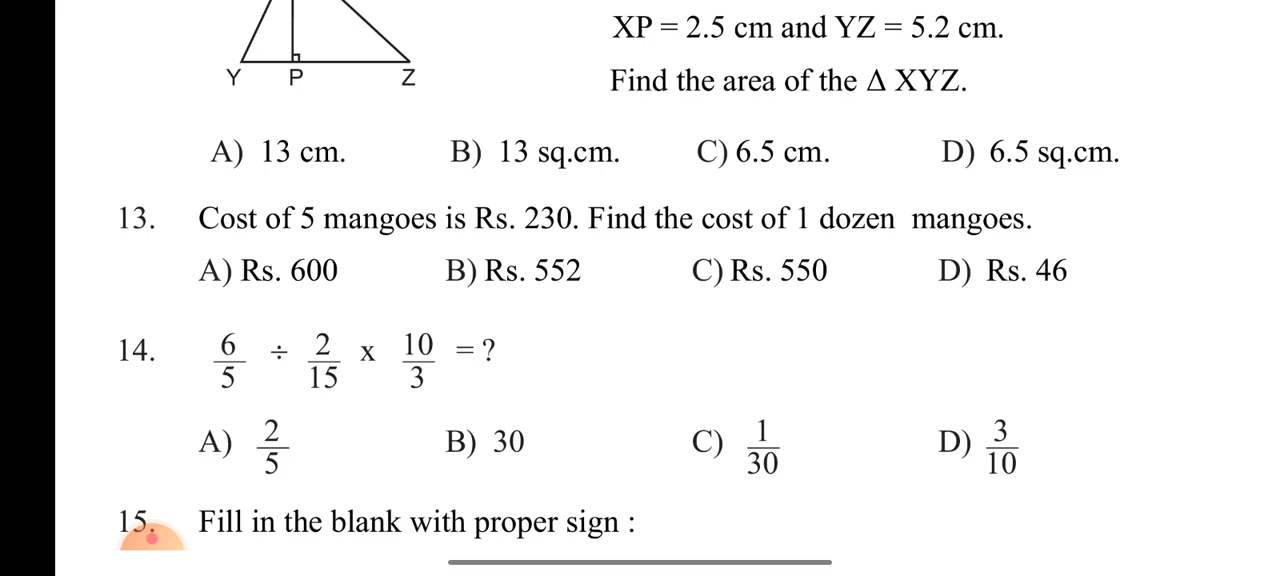 XP = 2.5 cm and YZ = 5.2 cm.
Y P Z
Find the area of the Δ XYZ.
A) 13 cm. B) 13 sq.cm. C) 6.5 cm. D) 6.5 sq.cm.
13. Cost of 5 mangoes is Rs. 230. Find the cost of 1 dozen mangoes.
A) Rs. 600 B) Rs. 552 C) Rs. 550 D) Rs. 46
14. 6/5 ÷ 2/15 x 10/3 = ?
A) 2/5 B) 30 C) 1/30 D) 3/10
15. Fill in the blank with proper sign :